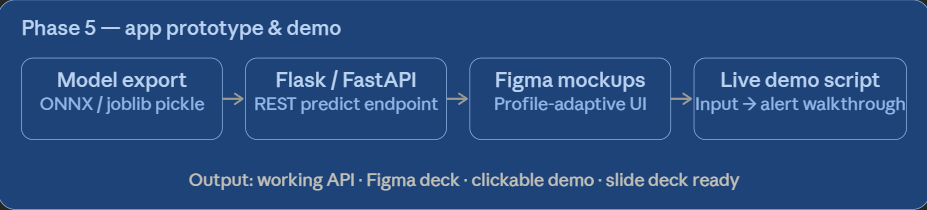 Phase 5 — app prototype & demo
Model export
ONNX / joblib pickle
Flask / FastAPI
REST predict endpoint
Figma mockups
Profile-adaptive UI
Live demo script
Input → alert walkthrough
Output: working API · Figma deck · clickable demo · slide deck ready